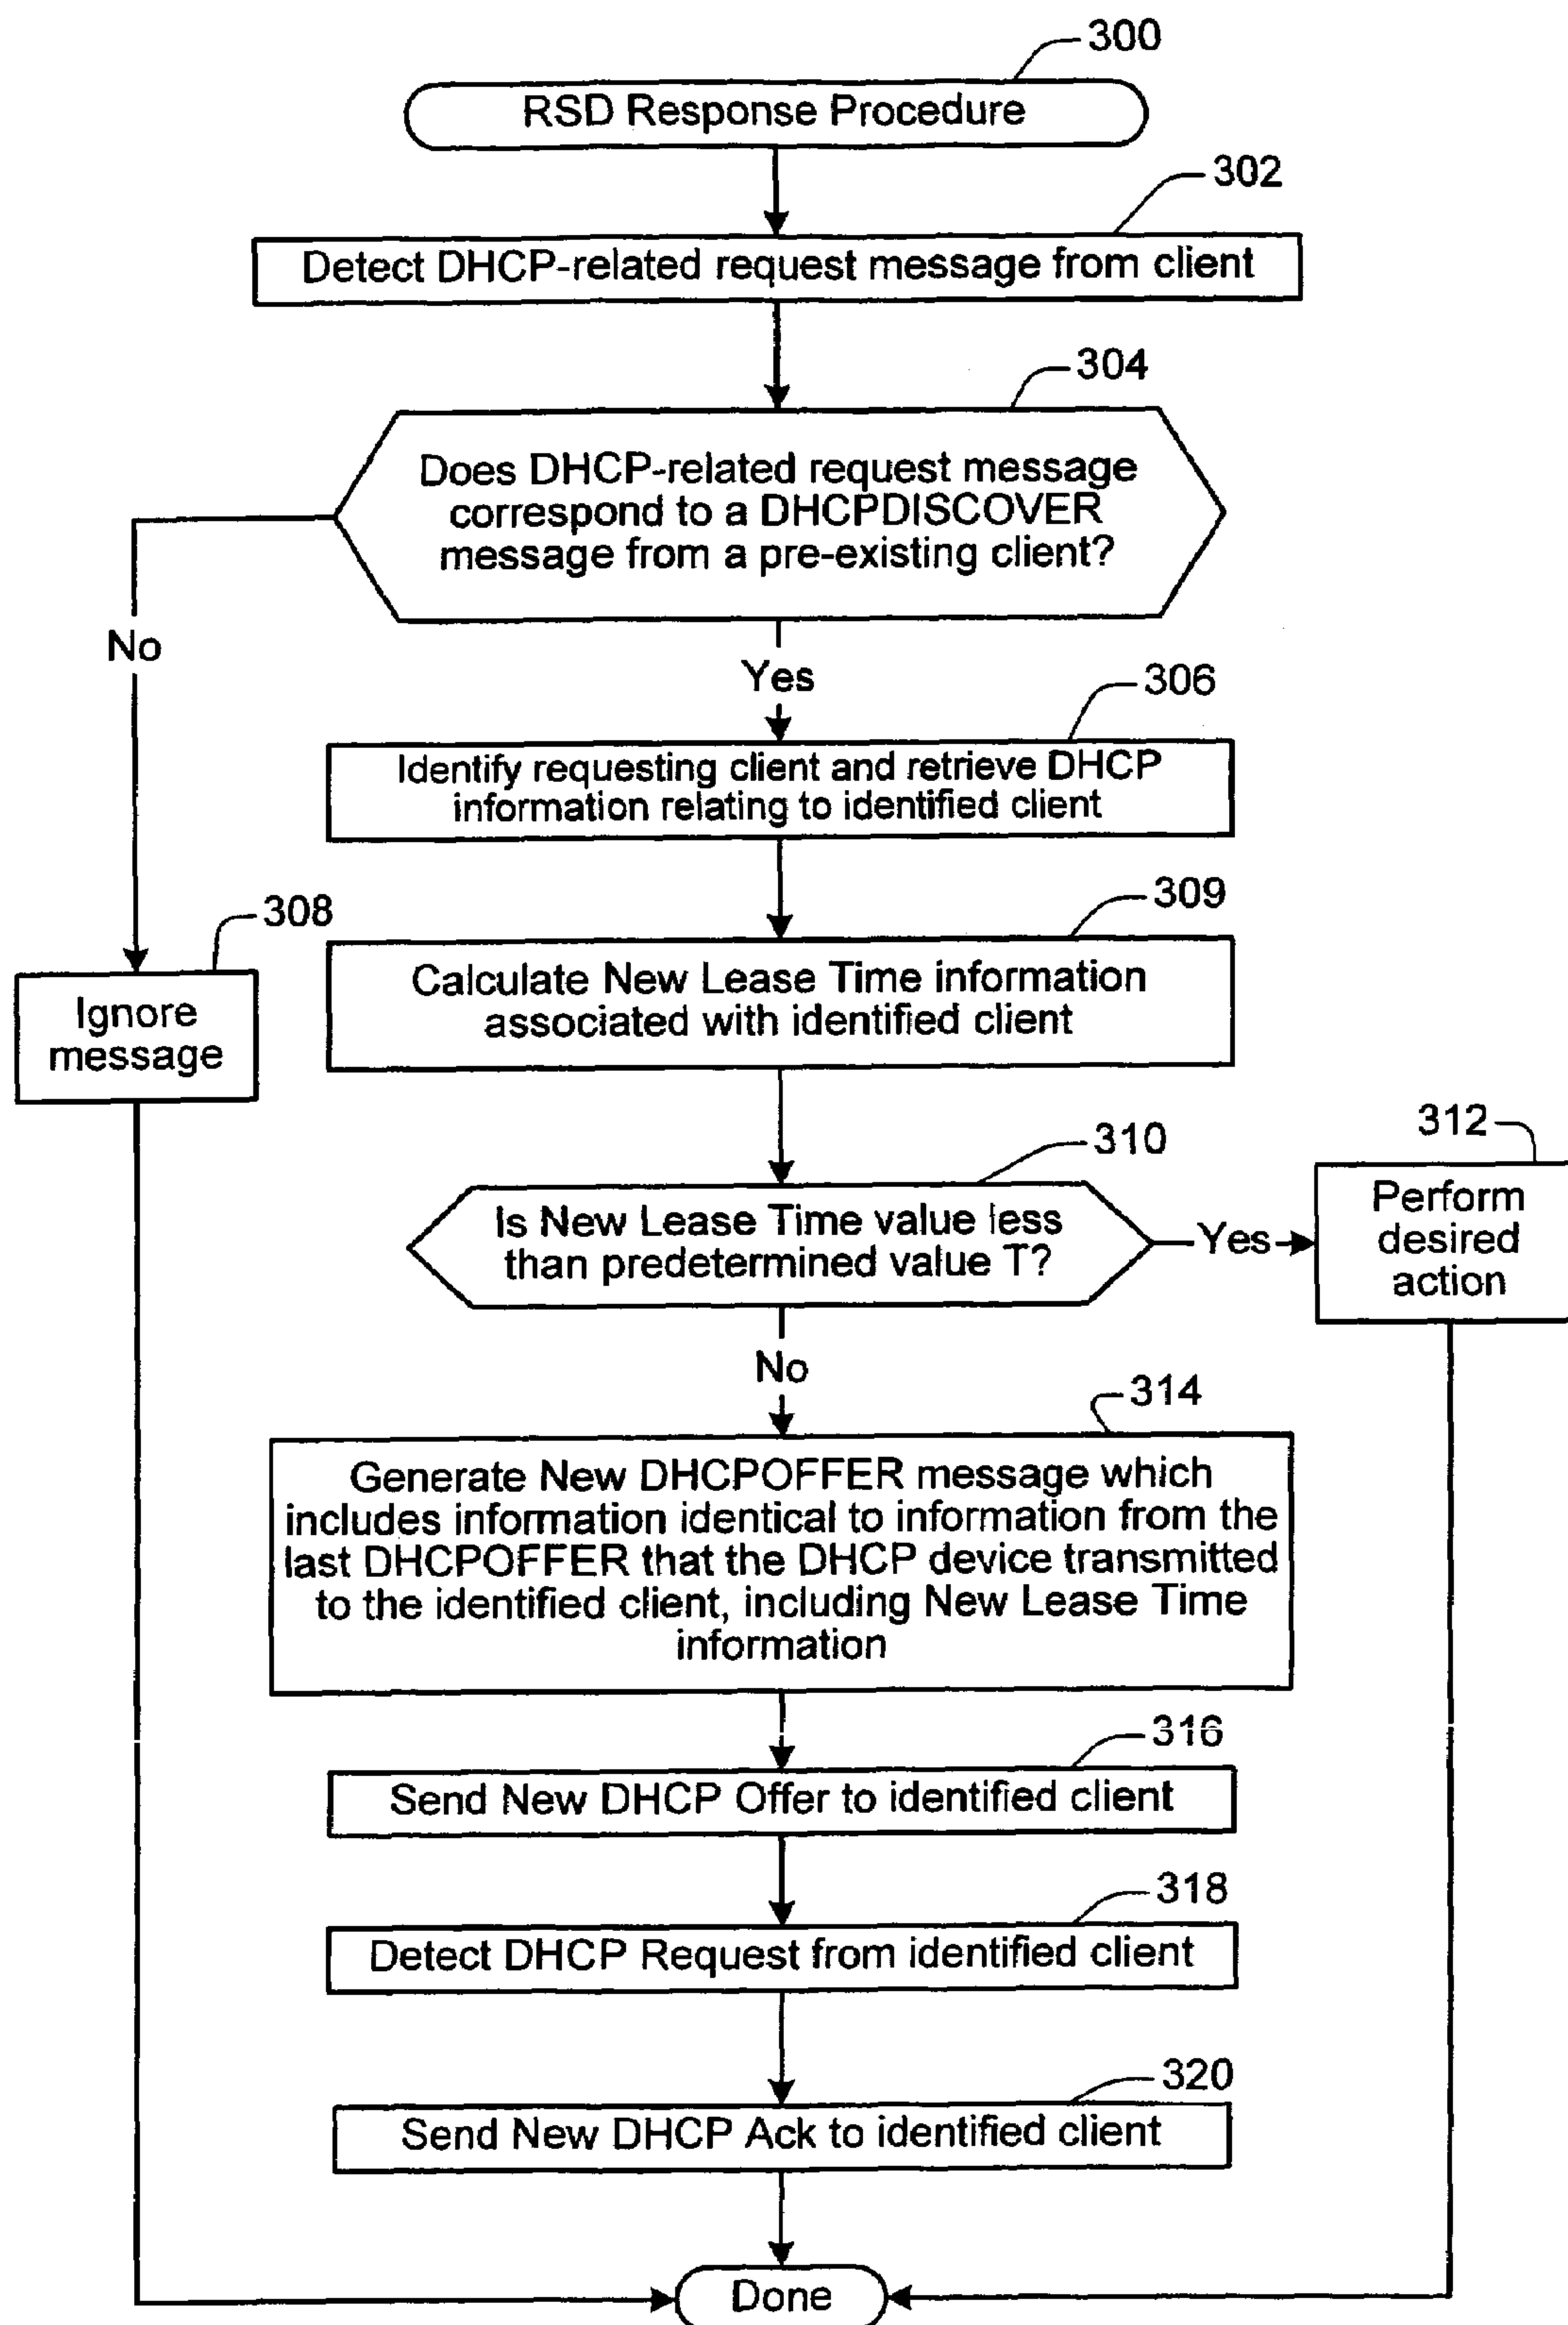 300
RSD Response Procedure
302
Detect DHCP-related request message from client
304
Does DHCP-related request message
correspond to a DHCPDISCOVER
message from a pre-existing client?
No
Yes
306
Identify requesting client and retrieve DHCP
information relating to identified client
309
308
Calculate New Lease Time information
associated with identified client
Ignore
message
310
312
Is New Lease Time value less
than predetermined value T?
Yes
Perform
desired
action
No
314
Generate New DHCPOFFER message which
includes information identical to information from the
last DHCPOFFER that the DHCP device transmitted
to the identified client, including New Lease Time
information
316
Send New DHCP Offer to identified client
318
Detect DHCP Request from identified client
320
Send New DHCP Ack to identified client
Done